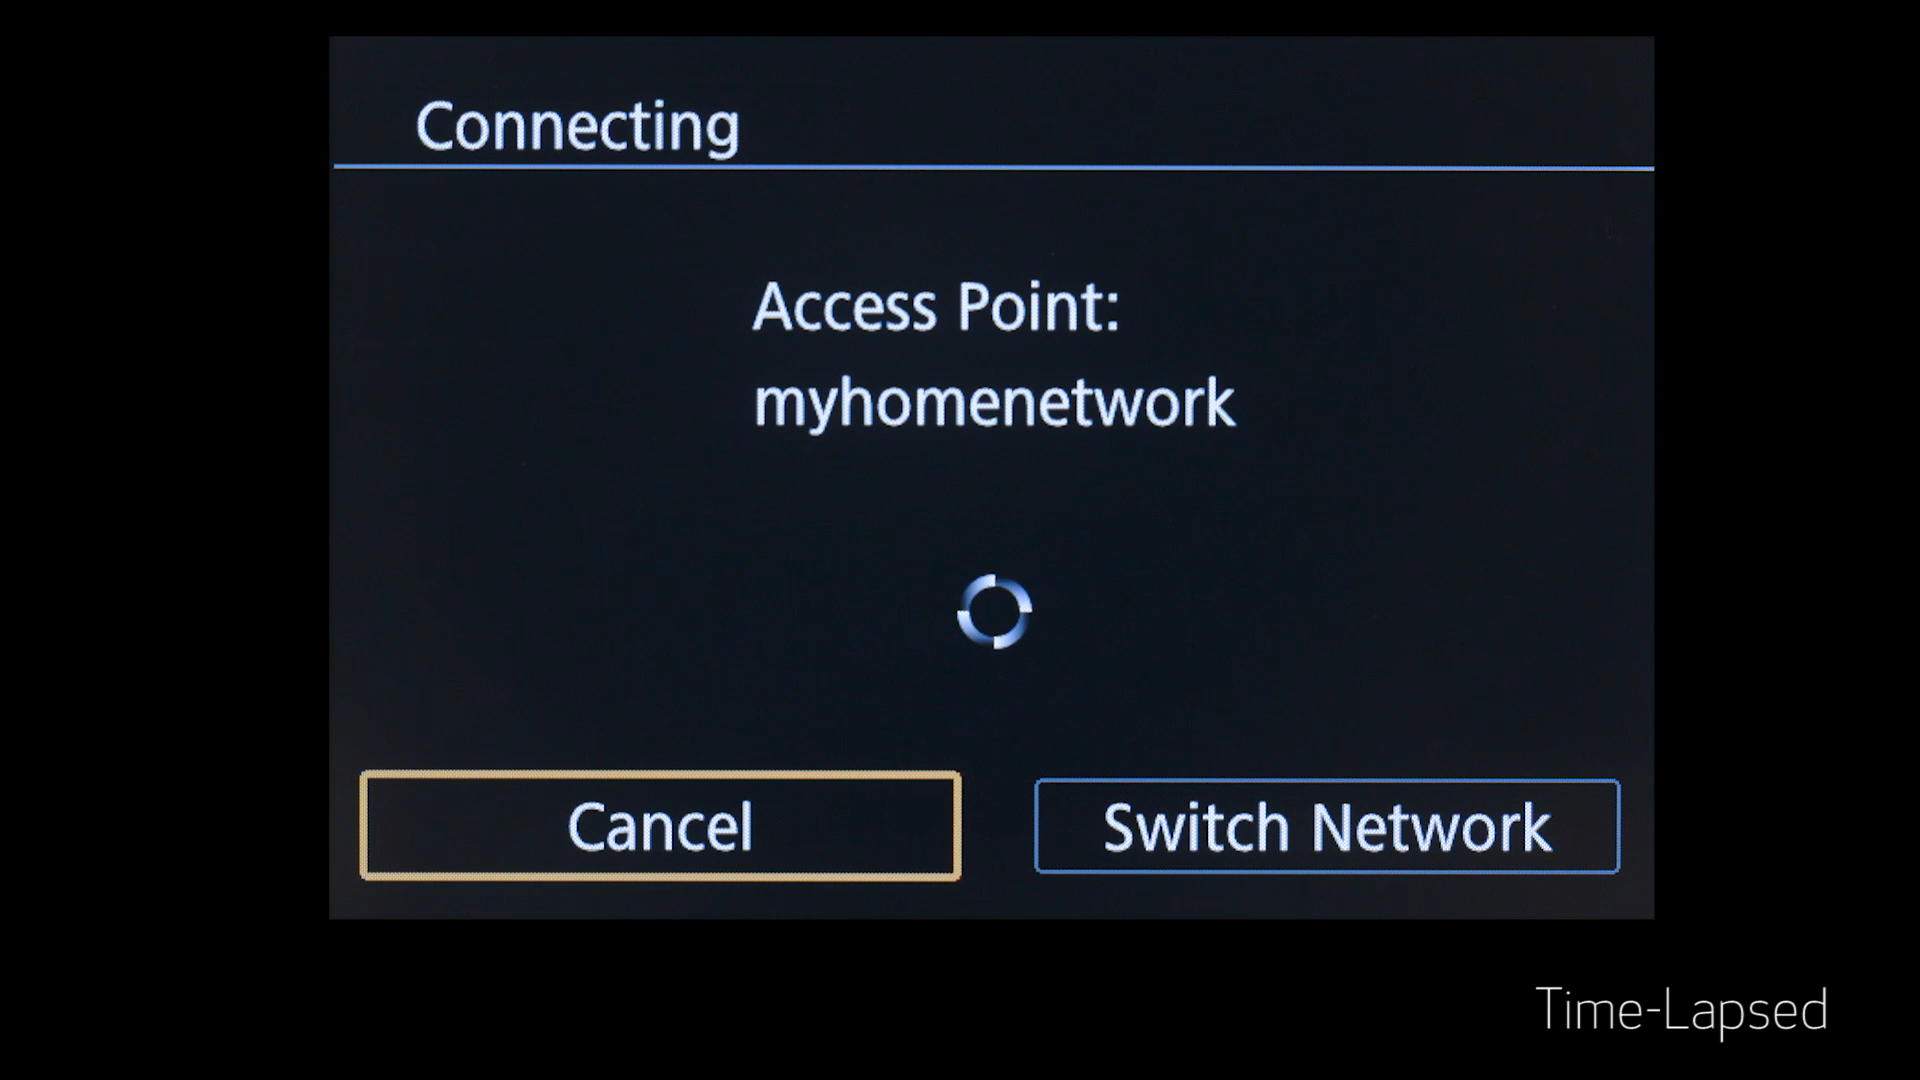 Connecting
Access Point:
myhomenetwork
Cancel
Switch Network
Time-Lapsed